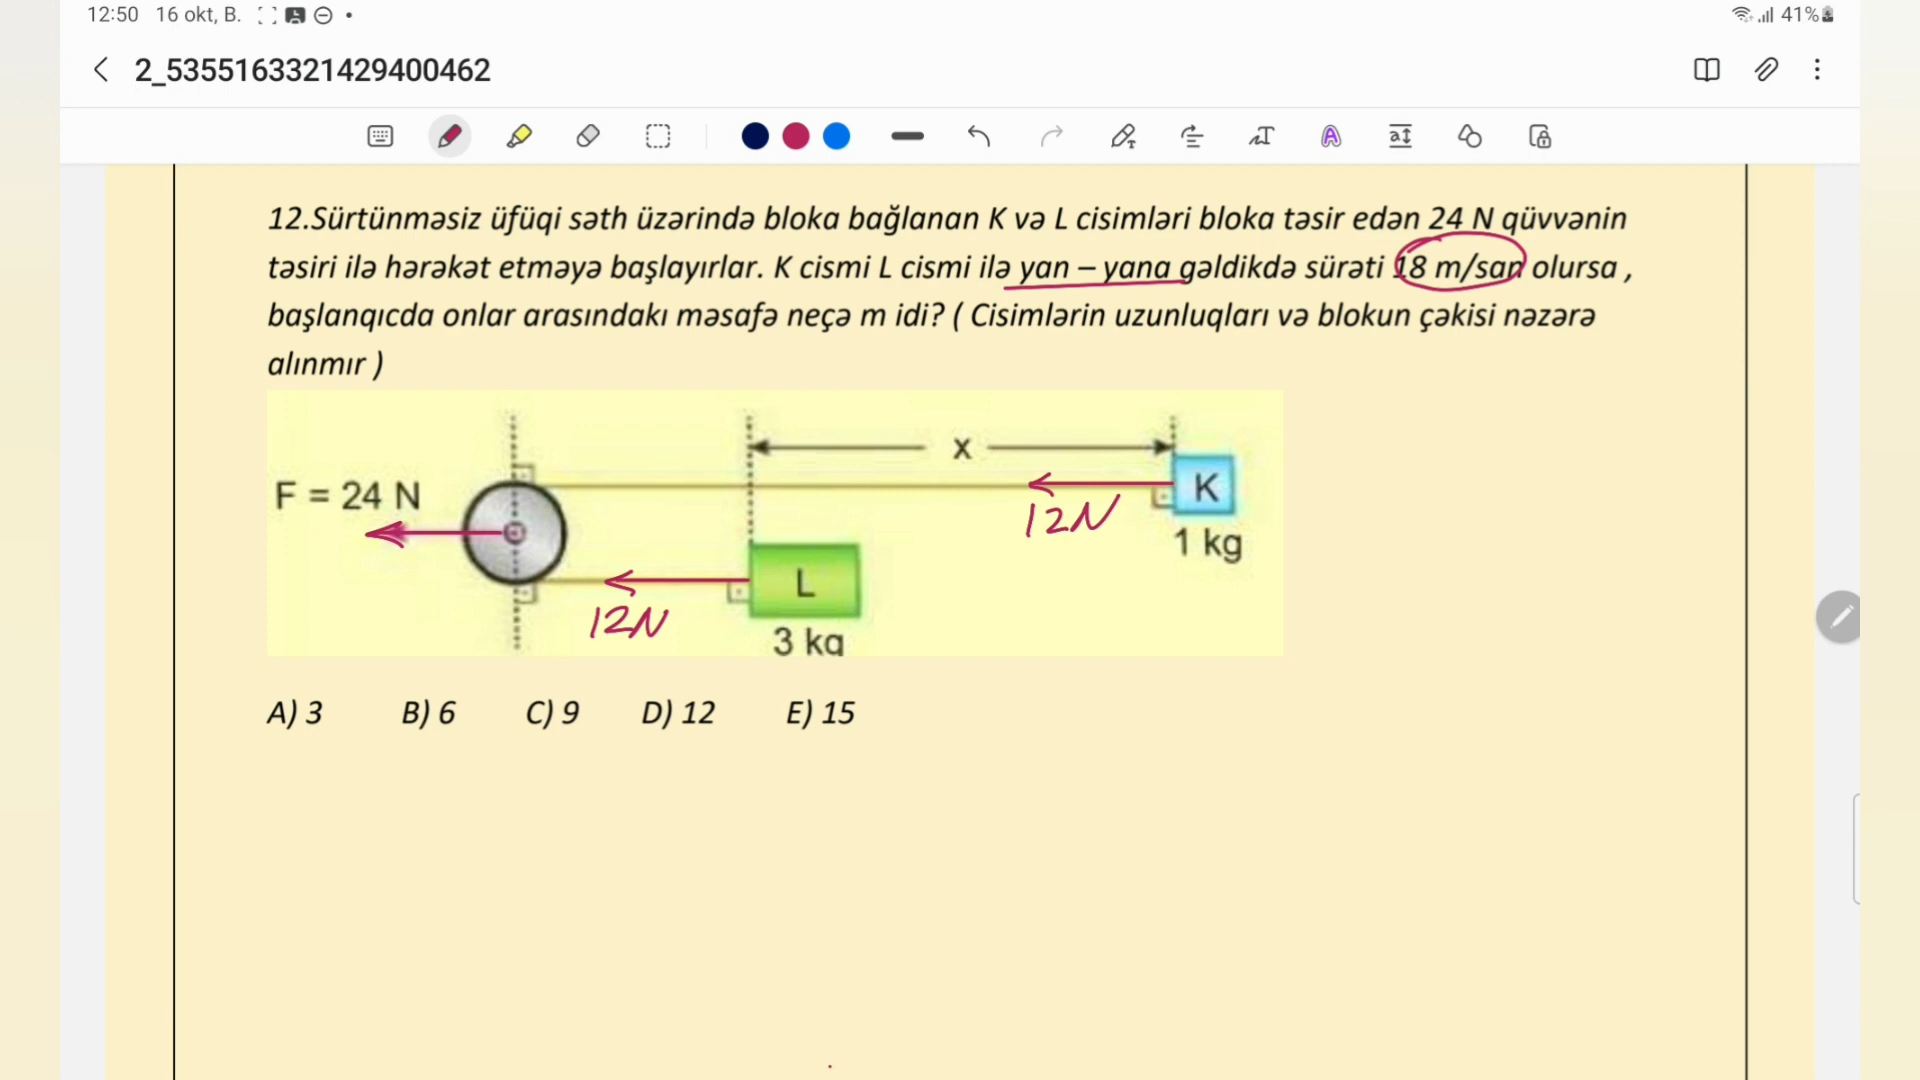 12:50 16 okt, B.
41%
2_5355163321429400462
12.Sürtünməsiz üfüqi səth üzərində bloka bağlanan K və L cisimləri bloka təsir edən 24 N qüvvənin
təsiri ilə hərəkət etməyə başlayırlar. K cismi L cismi ilə yan – yana gəldikdə sürəti 18 m/san olursa ,
başlanqıcda onlar arasındakı məsafə neçə m idi? ( Cisimlərin uzunluqları və blokun çəkisi nəzərə
alınmır )
x
F = 24 N
K
12N
1 kg
L
12N
3 kg
A) 3 B) 6 C) 9 D) 12 E) 15